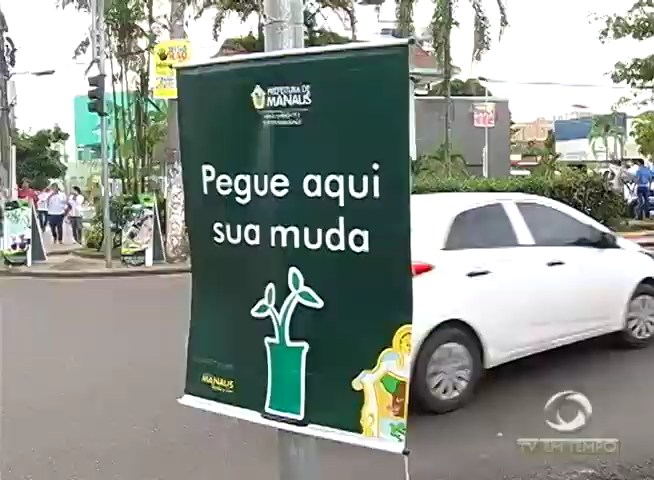 PREFEITURA DE
MANAUS
Pegue aqui
sua muda
MANAUS
TV EM TEMPO